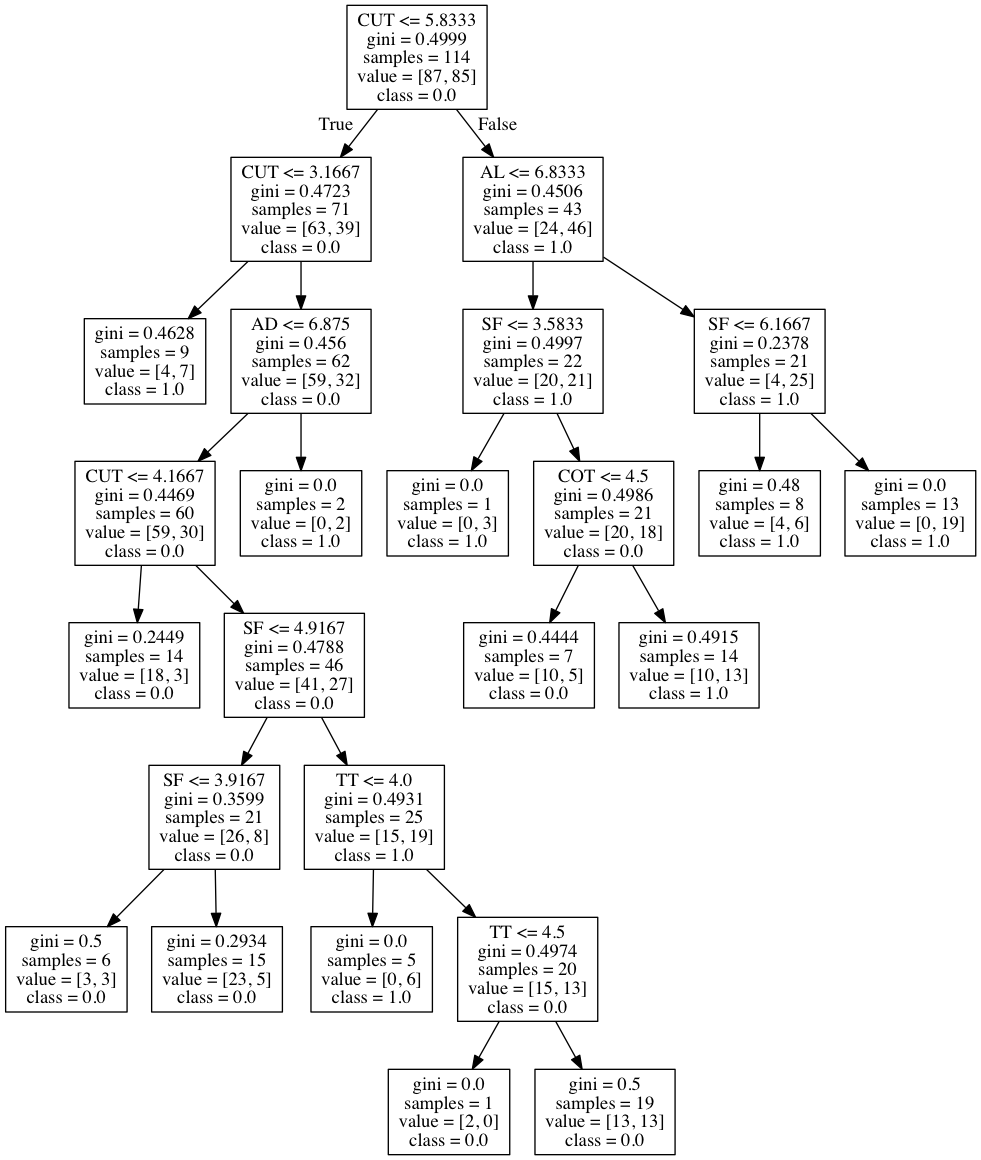 CUT <= 5.8333
gini = 0.4999
samples = 114
value = [87, 85]
class = 0.0
True
False
CUT <= 3.1667
gini = 0.4723
samples = 71
value = [63, 39]
class = 0.0
AL <= 6.8333
gini = 0.4506
samples = 43
value = [24, 46]
class = 1.0
gini = 0.4628
samples = 9
value = [4, 7]
class = 1.0
AD <= 6.875
gini = 0.456
samples = 62
value = [59, 32]
class = 0.0
SF <= 3.5833
gini = 0.4997
samples = 22
value = [20, 21]
class = 1.0
SF <= 6.1667
gini = 0.2378
samples = 21
value = [4, 25]
class = 1.0
CUT <= 4.1667
gini = 0.4469
samples = 60
value = [59, 30]
class = 0.0
gini = 0.0
samples = 2
value = [0, 2]
class = 1.0
gini = 0.0
samples = 1
value = [0, 3]
class = 1.0
COT <= 4.5
gini = 0.4986
samples = 21
value = [20, 18]
class = 0.0
gini = 0.48
samples = 8
value = [4, 6]
class = 1.0
gini = 0.0
samples = 13
value = [0, 19]
class = 1.0
gini = 0.2449
samples = 14
value = [18, 3]
class = 0.0
SF <= 4.9167
gini = 0.4788
samples = 46
value = [41, 27]
class = 0.0
gini = 0.4444
samples = 7
value = [10, 5]
class = 0.0
gini = 0.4915
samples = 14
value = [10, 13]
class = 1.0
SF <= 3.9167
gini = 0.3599
samples = 21
value = [26, 8]
class = 0.0
TT <= 4.0
gini = 0.4931
samples = 25
value = [15, 19]
class = 1.0
gini = 0.5
samples = 6
value = [3, 3]
class = 0.0
gini = 0.2934
samples = 15
value = [23, 5]
class = 0.0
gini = 0.0
samples = 5
value = [0, 6]
class = 1.0
TT <= 4.5
gini = 0.4974
samples = 20
value = [15, 13]
class = 0.0
gini = 0.0
samples = 1
value = [2, 0]
class = 0.0
gini = 0.5
samples = 19
value = [13, 13]
class = 0.0